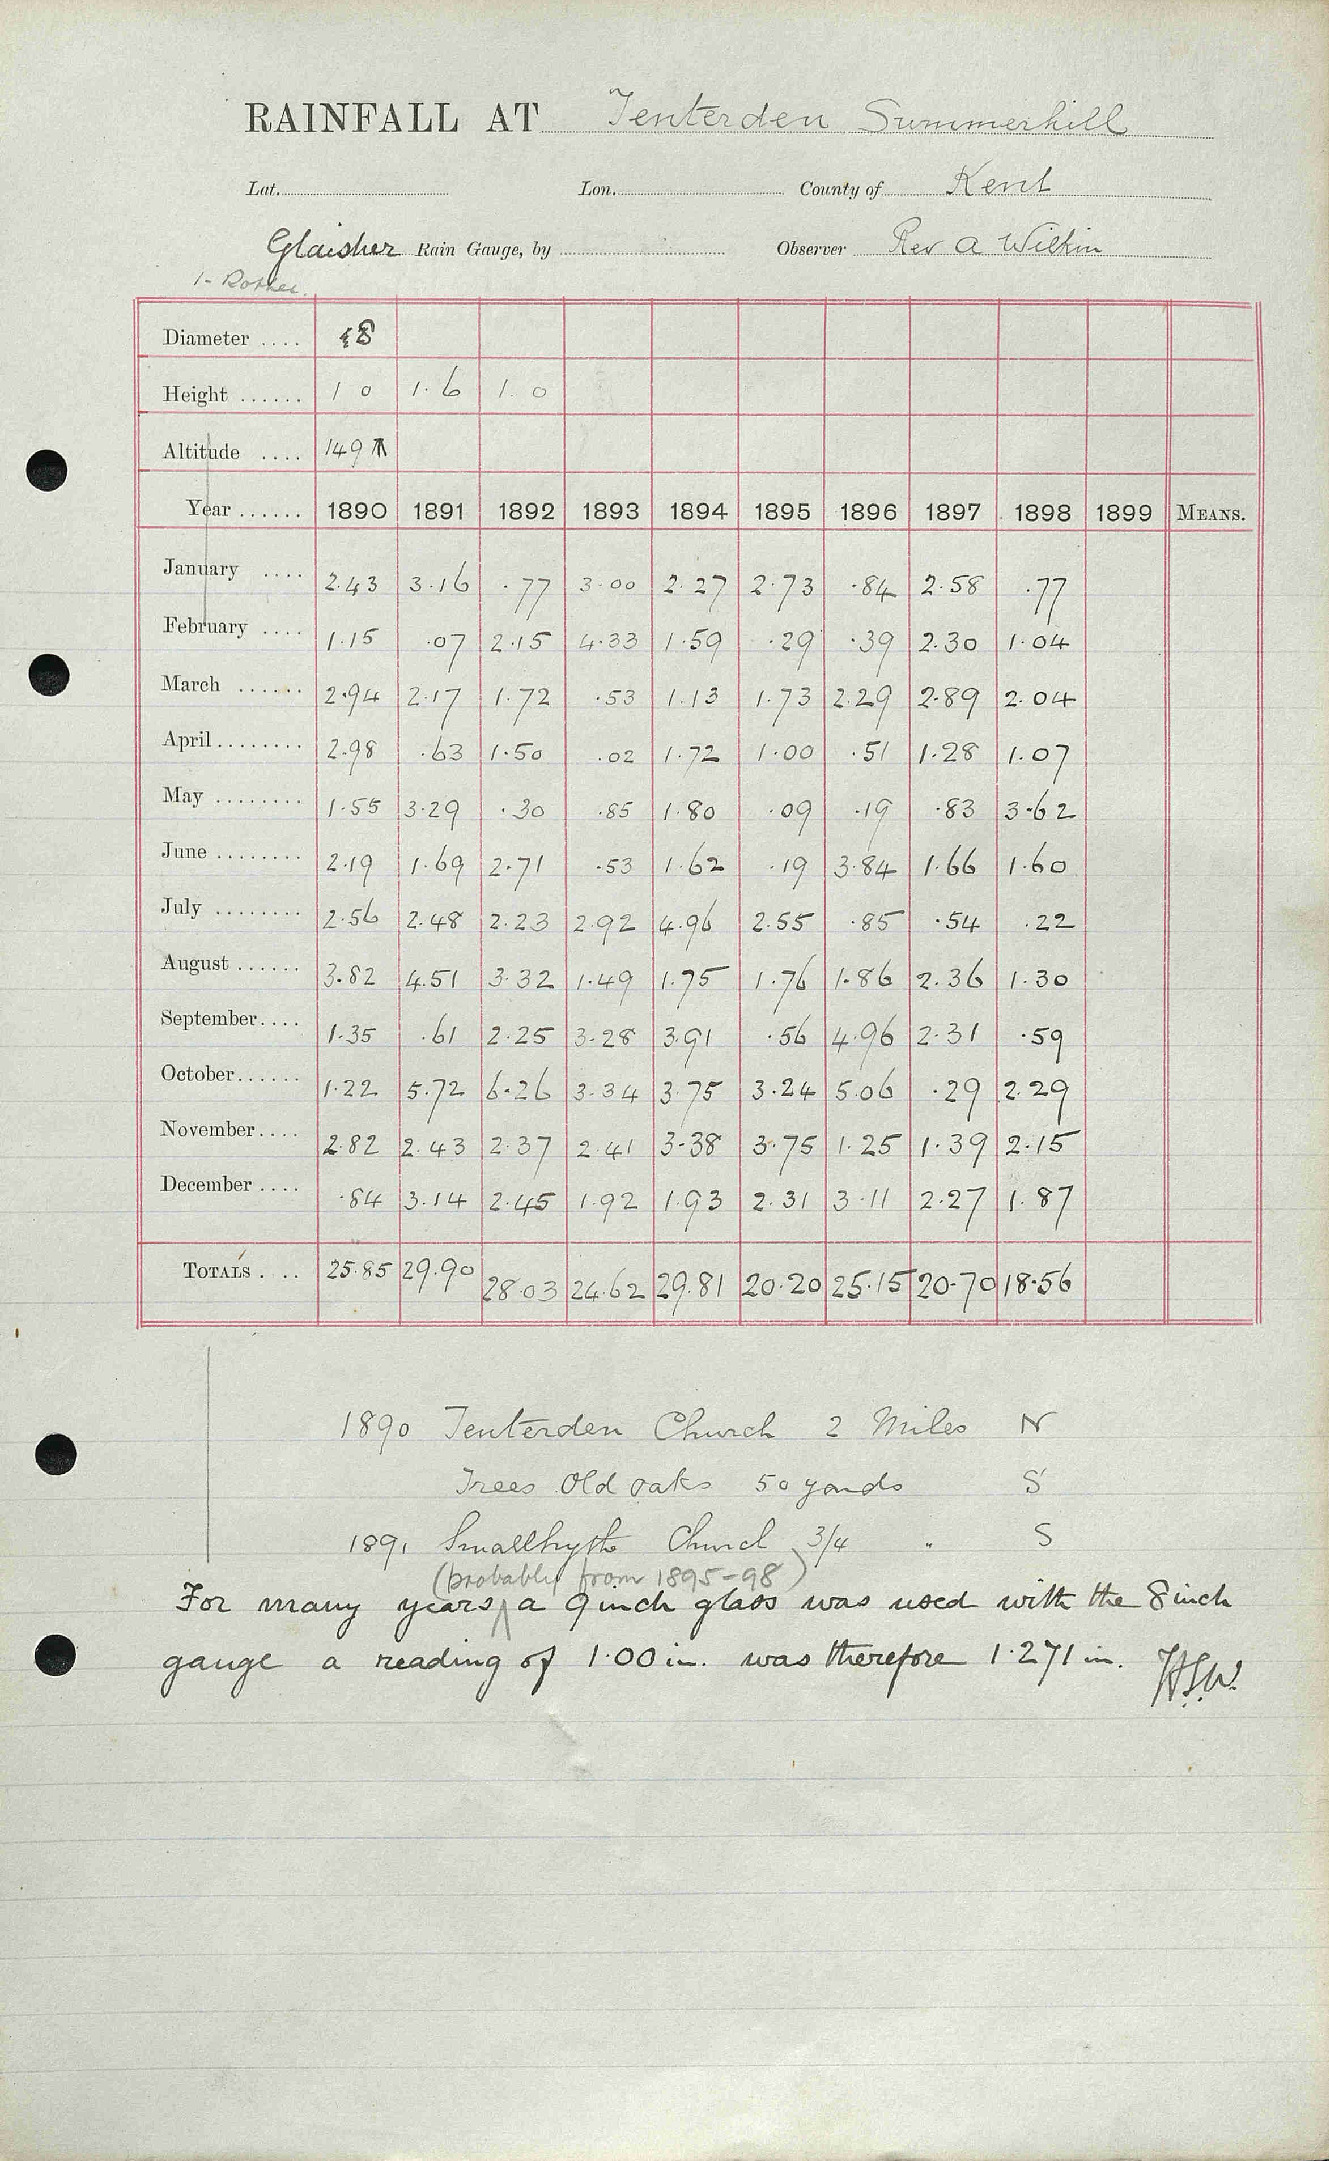 RAINFALL AT Tenterden Summerhill
Lat. Lon. County of Kent
Glaisher Rain Gauge, by Observer Rev A Wilkin
1- Rother.
Diameter .... 8
Height ...... 1 0 1.6 1.0
Altitude .... 149
Year ...... 1890 1891 1892 1893 1894 1895 1896 1897 1898 1899 MEANS.
January .... 2.43 3.16 .77 3.00 2.27 2.73 .84 2.58 .77
February .... 1.15 .07 2.15 4.33 1.59 .29 .39 2.30 1.04
March ...... 2.94 2.17 1.72 .53 1.13 1.73 2.29 2.89 2.04
April ........ 2.98 .63 1.50 .02 1.72 1.00 .51 1.28 1.07
May ........ 1.55 3.29 .30 .85 1.80 .09 .19 .83 3.62
June ........ 2.19 1.69 2.71 .53 1.62 .19 3.84 1.66 1.60
July ........ 2.56 2.48 2.23 2.92 4.96 2.55 .85 .54 .22
August ...... 3.82 4.51 3.32 1.49 1.75 1.76 1.86 2.36 1.30
September .... 1.35 .61 2.25 3.28 3.91 .56 4.96 2.31 .59
October ...... 1.22 5.72 6.26 3.34 3.75 3.24 5.06 .29 2.29
November .... 2.82 2.43 2.37 2.41 3.38 3.75 1.25 1.39 2.15
December .... .84 3.14 2.45 1.92 1.93 2.31 3.11 2.27 1.87
TOTALS .... 25.85 29.90 28.03 24.62 29.81 20.20 25.15 20.70 18.56
1890 Tenterden Church 2 Miles N
Trees Old oaks 50 yards S
1891 Smallhythe Church 3/4 " S
(probably from 1895-98)
For many years a 9 inch glass was used with the 8 inch
gauge a reading of 1.00 in. was therefore 1.271 in. H.S.W.